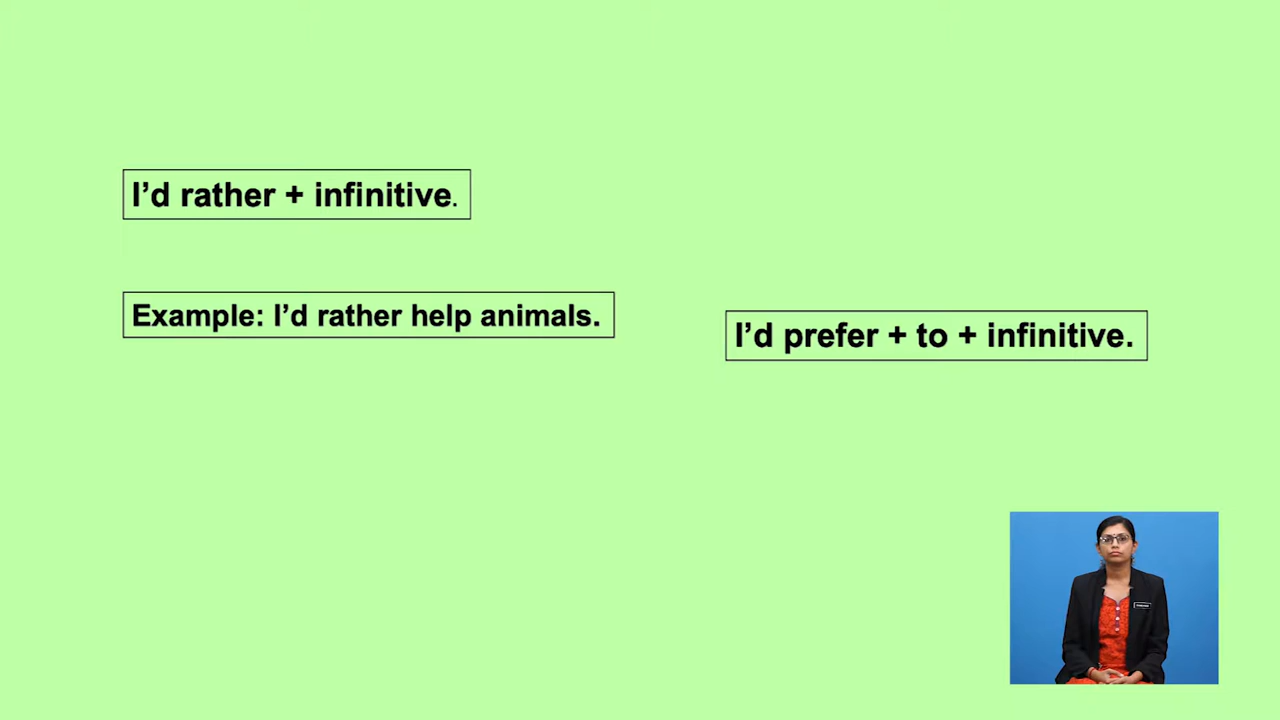 I’d rather + infinitive.
Example: I’d rather help animals.
I’d prefer + to + infinitive.